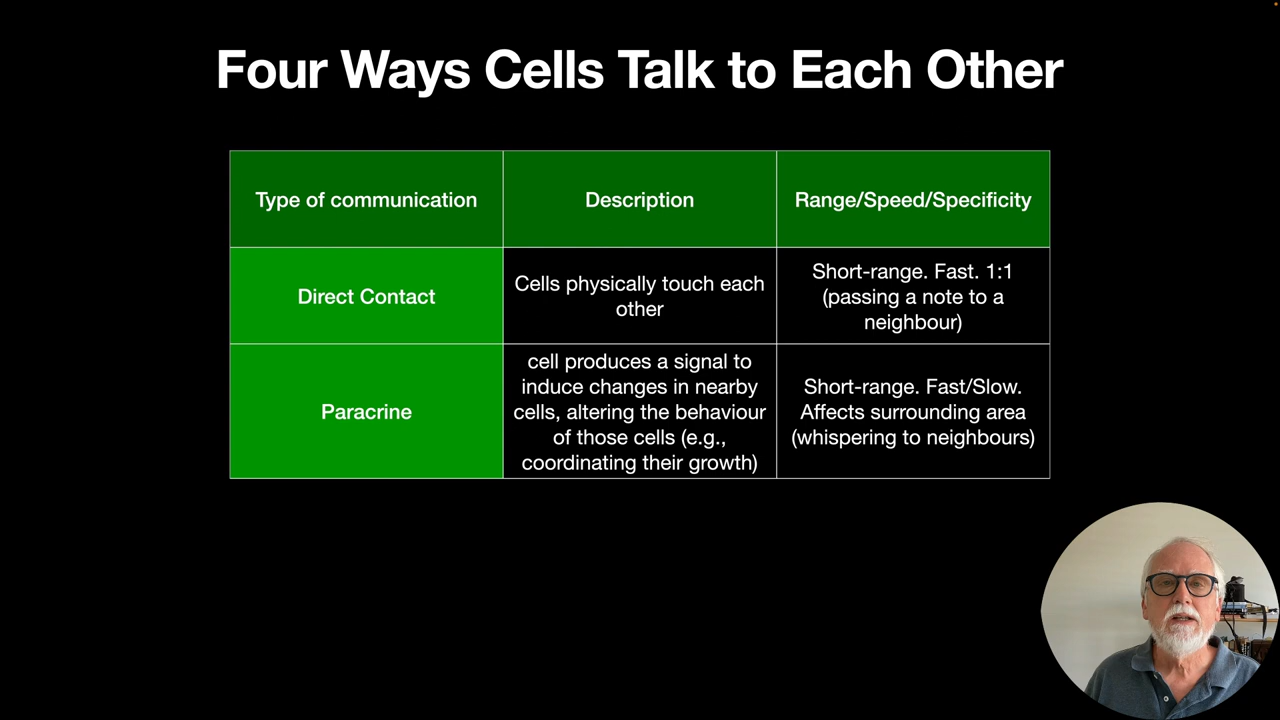 Four Ways Cells Talk to Each Other
Type of communication
Description
Range/Speed/Specificity
Direct Contact
Cells physically touch each
other
Short-range. Fast. 1:1
(passing a note to a
neighbour)
Paracrine
cell produces a signal to
induce changes in nearby
cells, altering the behaviour
of those cells (e.g.,
coordinating their growth)
Short-range. Fast/Slow.
Affects surrounding area
(whispering to neighbours)